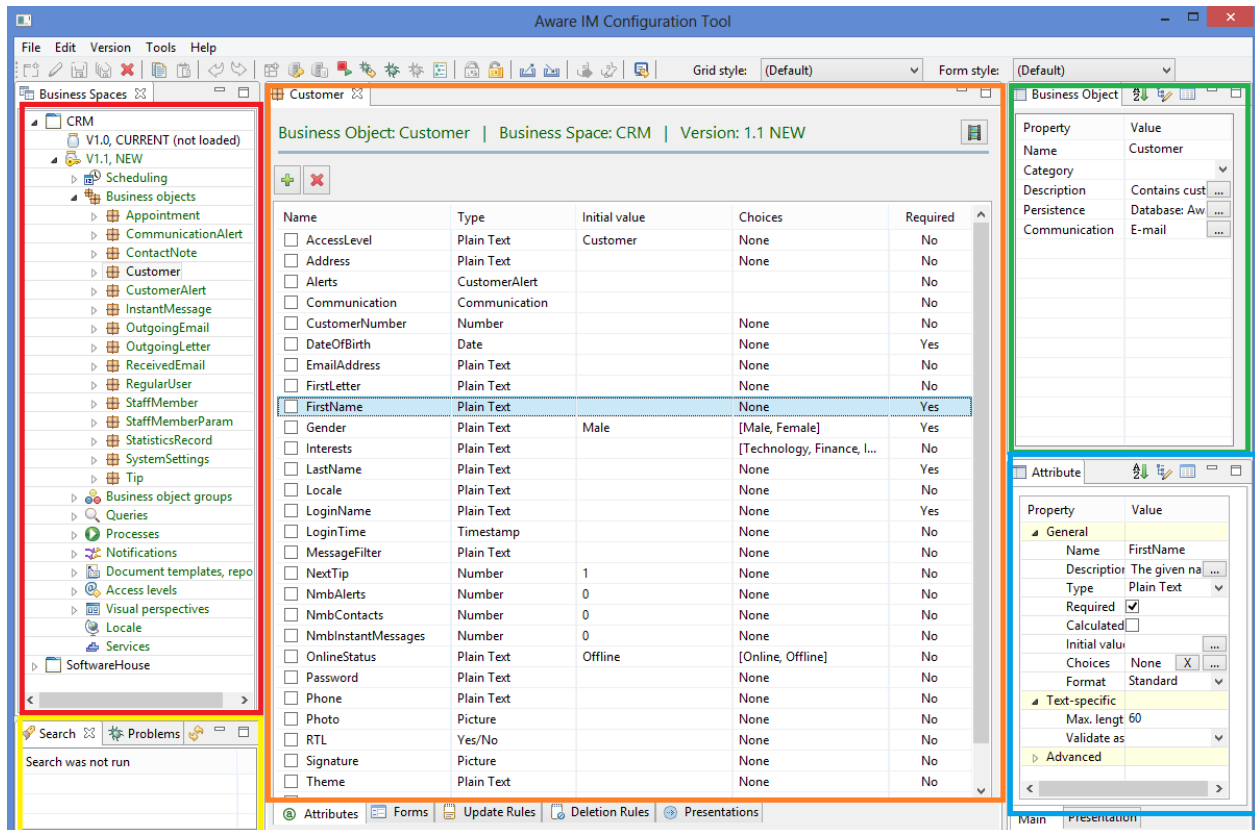 Aware IM Configuration Tool
File Edit Version Tools Help
Grid style: (Default) Form style: (Default)
Business Spaces
CRM
V1.0, CURRENT (not loaded)
V1.1, NEW
Scheduling
Business objects
Appointment
CommunicationAlert
ContactNote
Customer
CustomerAlert
InstantMessage
OutgoingEmail
OutgoingLetter
ReceivedEmail
RegularUser
StaffMember
StaffMemberParam
StatisticsRecord
SystemSettings
Tip
Business object groups
Queries
Processes
Notifications
Document templates, repo
Access levels
Visual perspectives
Locale
Services
SoftwareHouse
Search Problems
Search was not run
Customer
Business Object: Customer | Business Space: CRM | Version: 1.1 NEW
Name Type Initial value Choices Required
AccessLevel Plain Text Customer None No
Address Plain Text None No
Alerts CustomerAlert No
Communication Communication No
CustomerNumber Number None No
DateOfBirth Date None Yes
EmailAddress Plain Text None No
FirstLetter Plain Text None No
FirstName Plain Text None Yes
Gender Plain Text Male [Male, Female] Yes
Interests Plain Text [Technology, Finance, I... No
LastName Plain Text None Yes
Locale Plain Text None No
LoginName Plain Text None Yes
LoginTime Timestamp None No
MessageFilter Plain Text None No
NextTip Number 1 None No
NmbAlerts Number 0 None No
NmbContacts Number 0 None No
NmbInstantMessages Number 0 None No
OnlineStatus Plain Text Offline [Online, Offline] No
Password Plain Text None No
Phone Plain Text None No
Photo Picture None No
RTL Yes/No None No
Signature Picture None No
Theme Plain Text None No
Attributes Forms Update Rules Deletion Rules Presentations
Business Object
Property Value
Name Customer
Category
Description Contains cust ...
Persistence Database: Aw ...
Communication E-mail ...
Attribute
Property Value
General
Name FirstName
Description The given na ...
Type Plain Text
Required
Calculated
Initial valu ...
Choices None X ...
Format Standard
Text-specific
Max. lengt 60
Validate as
Advanced
Main Presentation